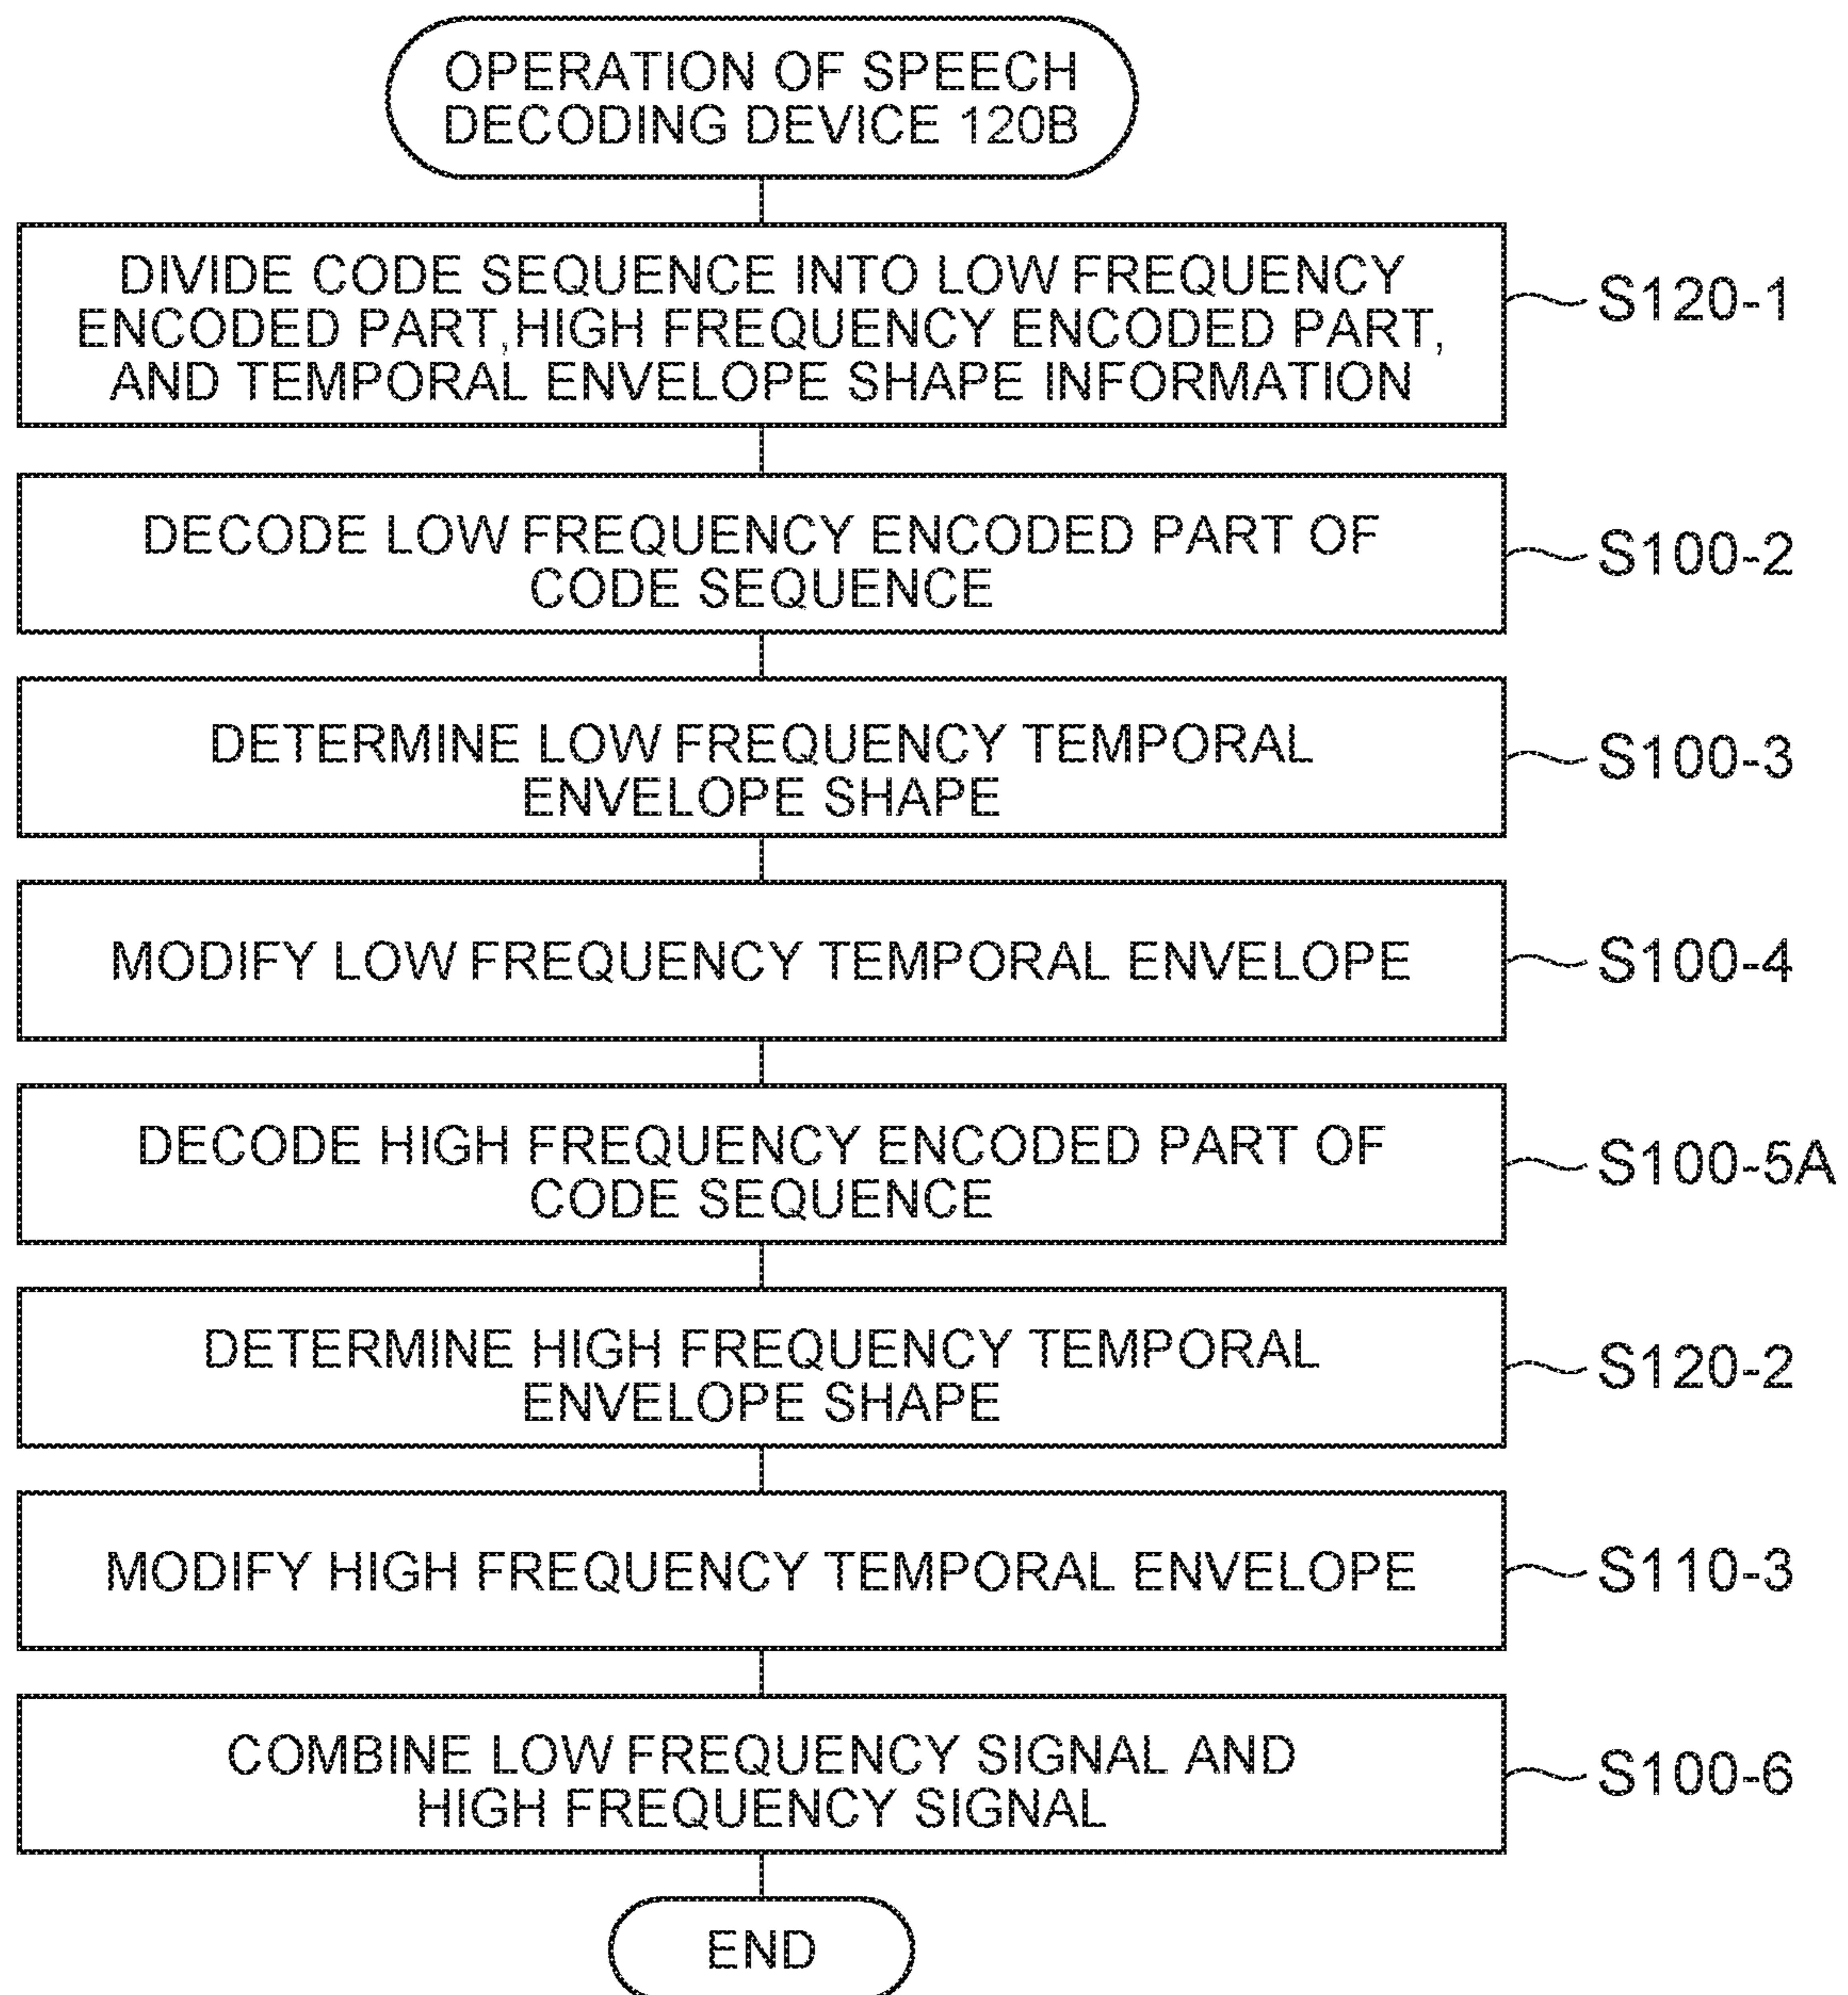 OPERATION OF SPEECH
DECODING DEVICE 120B
DIVIDE CODE SEQUENCE INTO LOW FREQUENCY
ENCODED PART,HIGH FREQUENCY ENCODED PART,
AND TEMPORAL ENVELOPE SHAPE INFORMATION
S120-1
DECODE LOW FREQUENCY ENCODED PART OF
CODE SEQUENCE
S100-2
DETERMINE LOW FREQUENCY TEMPORAL
ENVELOPE SHAPE
S100-3
MODIFY LOW FREQUENCY TEMPORAL ENVELOPE
S100-4
DECODE HIGH FREQUENCY ENCODED PART OF
CODE SEQUENCE
S100-5A
DETERMINE HIGH FREQUENCY TEMPORAL
ENVELOPE SHAPE
S120-2
MODIFY HIGH FREQUENCY TEMPORAL ENVELOPE
S110-3
COMBINE LOW FREQUENCY SIGNAL AND
HIGH FREQUENCY SIGNAL
S100-6
END